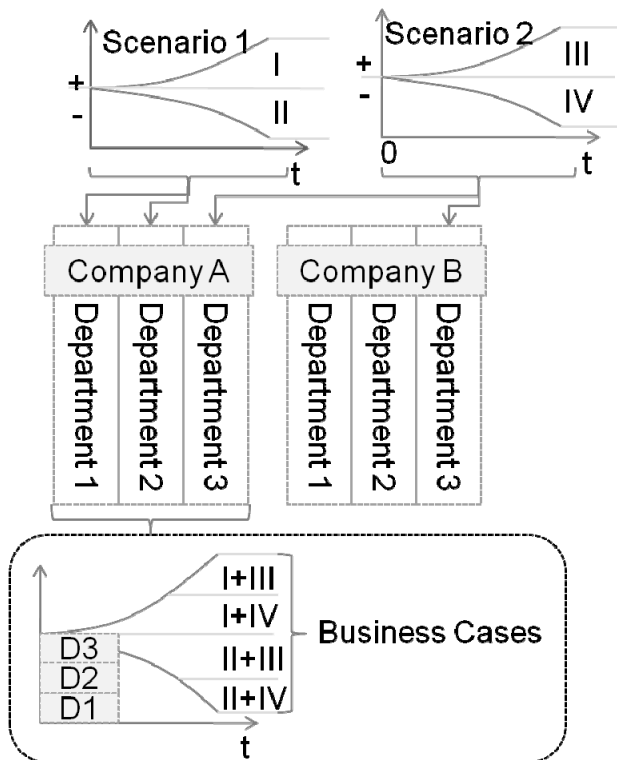 Scenario 1
+
-
I
II
t
Scenario 2
+
-
0
III
IV
t
Company A
Department 1
Department 2
Department 3
Company B
Department 1
Department 2
Department 3
I+III
I+IV
II+III
II+IV
Business Cases
D3
D2
D1
t